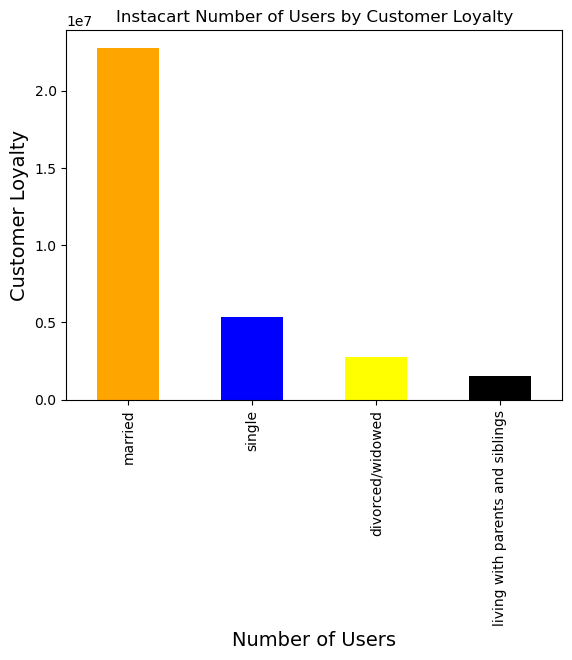 Instacart Number of Users by Customer Loyalty
1e7
Customer Loyalty
2.0
1.5
1.0
0.5
0.0
married
single
divorced/widowed
living with parents and siblings
Number of Users